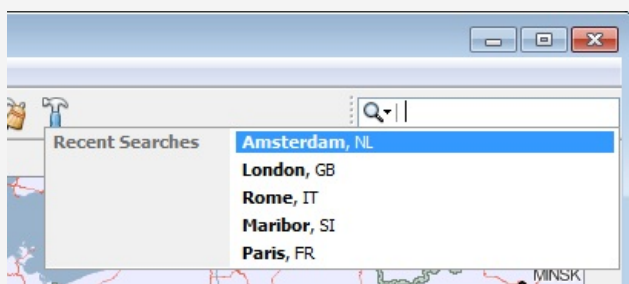 Recent Searches
Amsterdam, NL
London, GB
Rome, IT
Maribor, SI
Paris, FR
MINSK